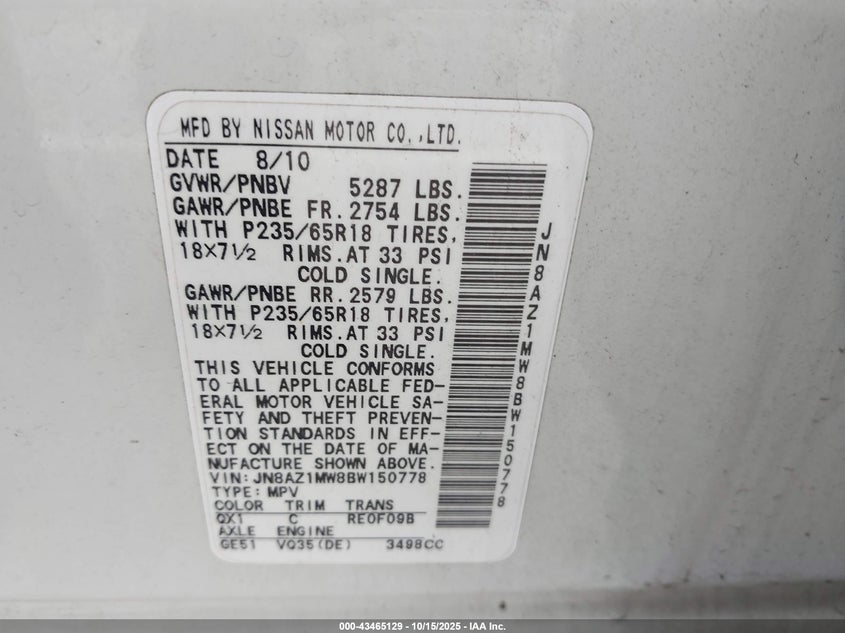 MFD BY NISSAN MOTOR CO.,LTD.
DATE 8/10
GVWR/PNBV 5287 LBS.
GAWR/PNBE FR. 2754 LBS.
WITH P235/65R18 TIRES,
18×7½ RIMS.AT 33 PSI
COLD SINGLE.
GAWR/PNBE RR. 2579 LBS.
WITH P235/65R18 TIRES,
18×7½ RIMS.AT 33 PSI
COLD SINGLE.
THIS VEHICLE CONFORMS
TO ALL APPLICABLE FED-
ERAL MOTOR VEHICLE SA-
FETY AND THEFT PREVEN-
TION STANDARDS IN EFF-
ECT ON THE DATE OF MA-
NUFACTURE SHOWN ABOVE.
VIN: JN8AZ1MW8BW150778
TYPE: MPV
COLOR TRIM TRANS
QX1 C RE0F09B
AXLE ENGINE
GE51 VQ35(DE) 3498CC
JN8AZ1MW8BW150778
000-43465129 - 10/15/2025 - IAA Inc.